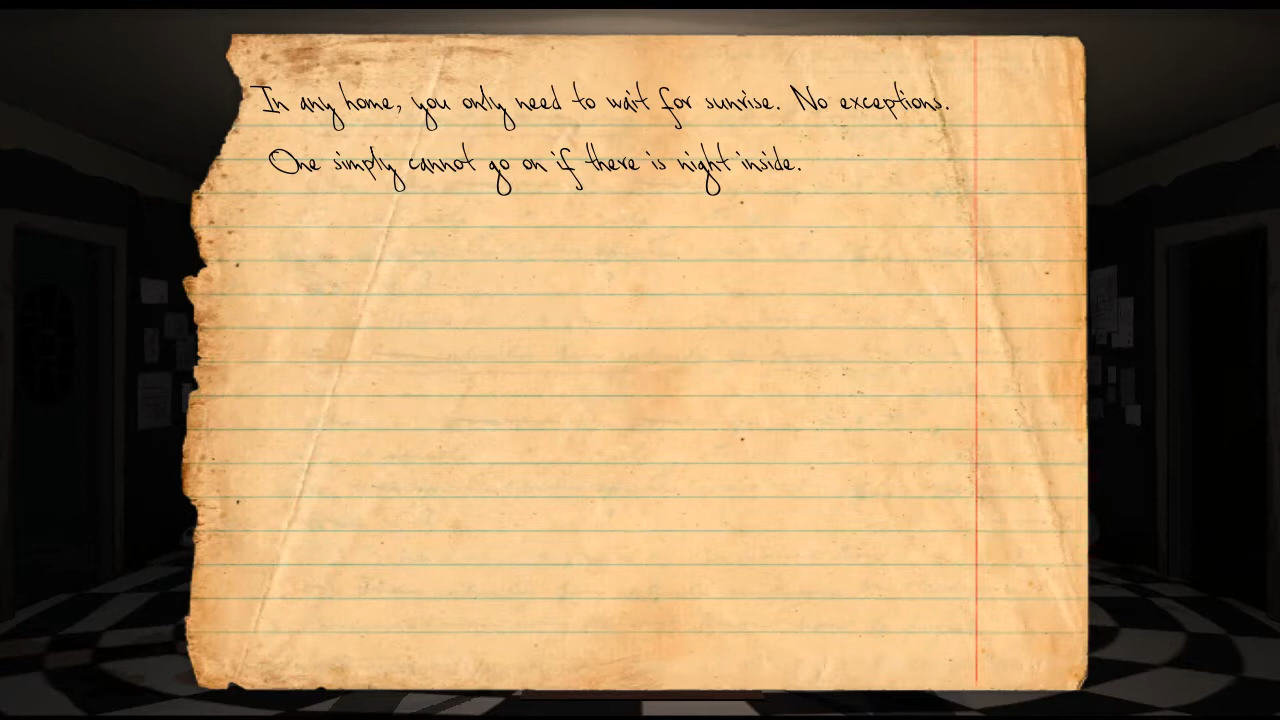 In any home, you only need to wait for sunrise. No exceptions.
One simply cannot go on if there is night inside.